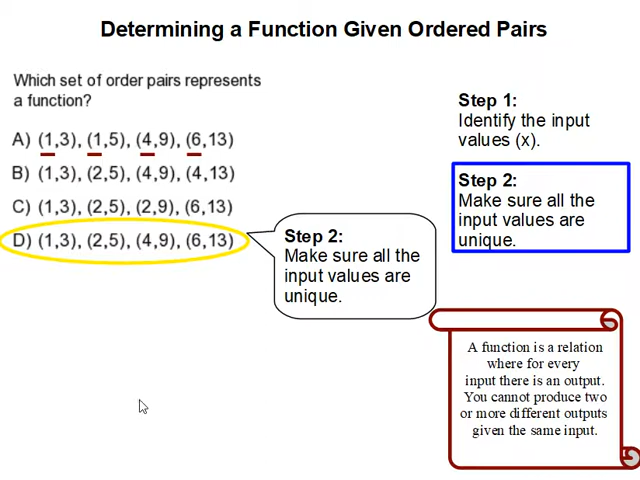 Determining a Function Given Ordered Pairs
Which set of order pairs represents
a function?
A) (1,3), (1,5), (4,9), (6,13)
B) (1,3), (2,5), (4,9), (4,13)
C) (1,3), (2,5), (2,9), (6,13)
D) (1,3), (2,5), (4,9), (6,13)
Step 2:
Make sure all the
input values are
unique.
Step 1:
Identify the input
values (x).
Step 2:
Make sure all the
input values are
unique.
A function is a relation
where for every
input there is an output.
You cannot produce two
or more different outputs
given the same input.